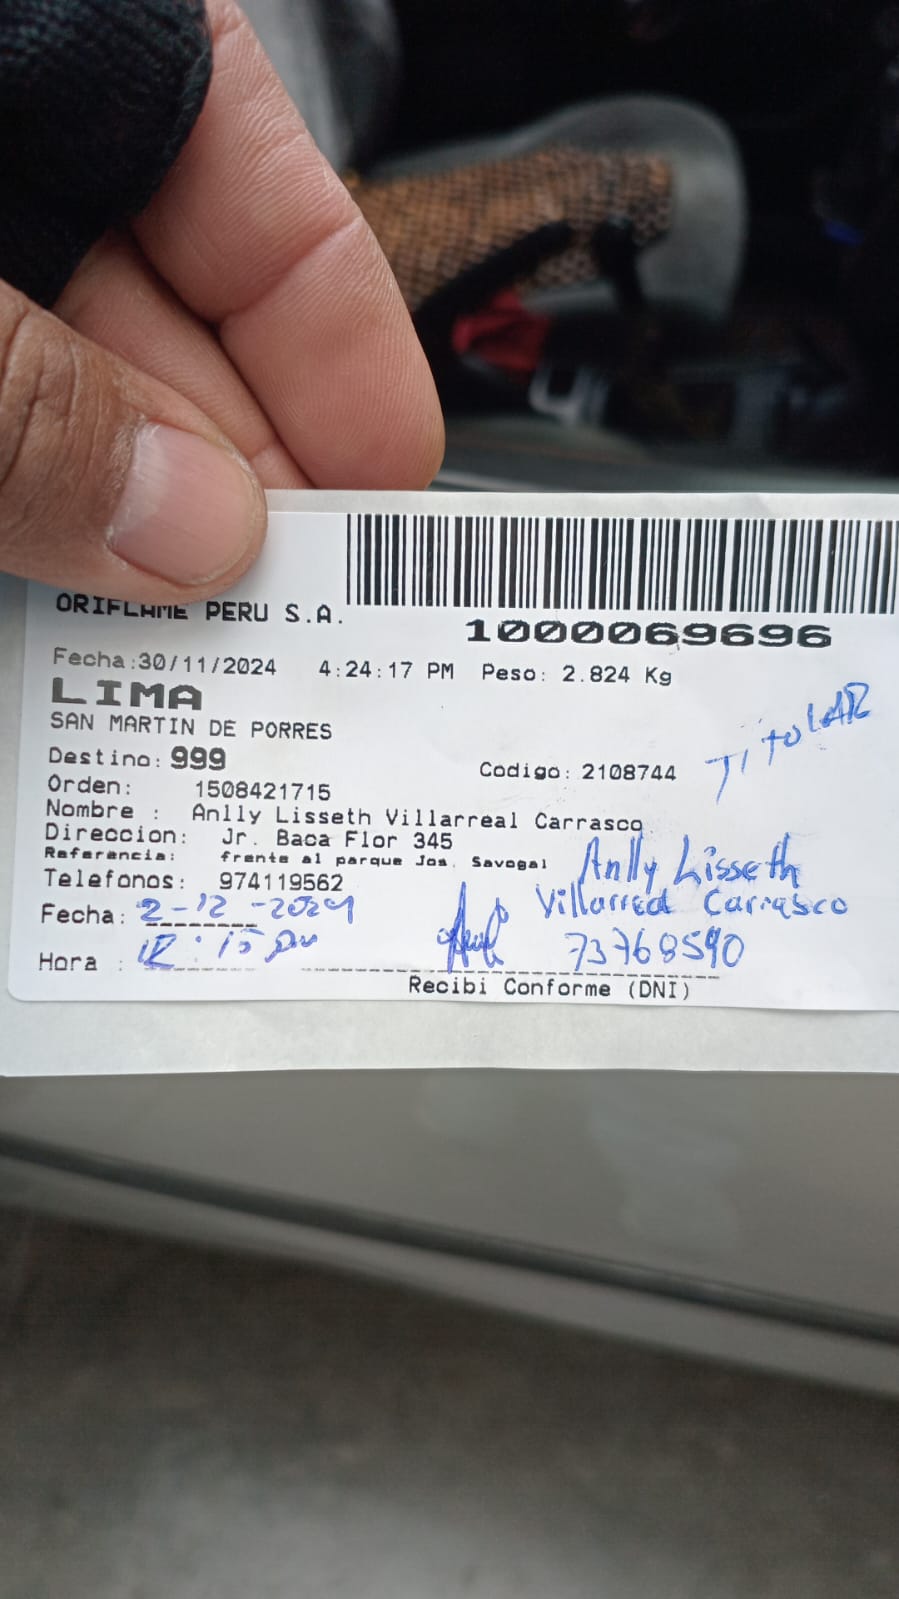 ORIFLAME PERU S.A.
1000069696
Fecha:30/11/2024 4:24:17 PM Peso: 2.824 Kg
LIMA
SAN MARTIN DE PORRES
TITULAR
Destino: 999
Codigo: 2108744
Orden: 1508421715
Nombre : Anlly Lisseth Villarreal Carrasco
Direccion: Jr. Baca Flor 345
Referencia: frente al parque Jos. Savogal
Anlly Lisseth
Telefonos: 974119562
Villarreal Carrasco
Fecha: 2-12-2024
73768590
Hora : 12:15
Recibi Conforme (DNI)